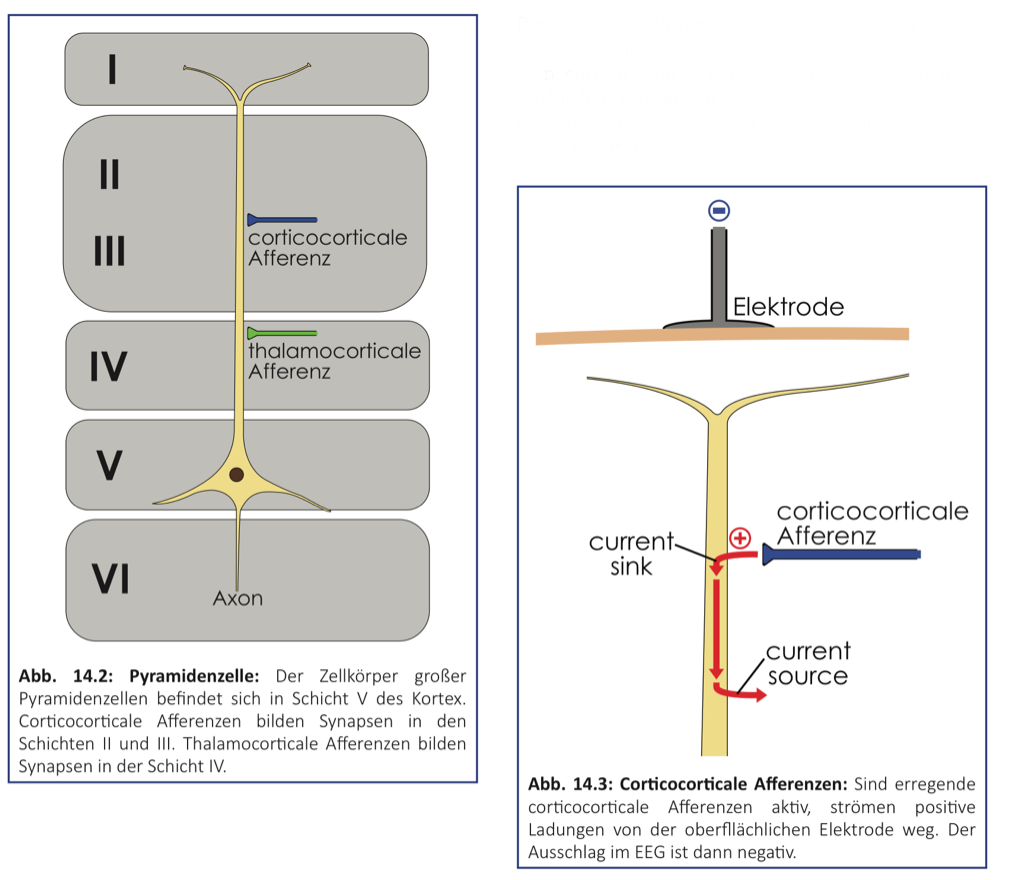 I
II
III
corticocorticale
Afferenz
IV
thalamocorticale
Afferenz
V
VI
Axon
Abb. 14.2: Pyramidenzelle: Der Zellkörper großer
Pyramidenzellen befindet sich in Schicht V des Kortex.
Corticocorticale Afferenzen bilden Synapsen in den
Schichten II und III. Thalamocorticale Afferenzen bilden
Synapsen in der Schicht IV.
Elektrode
corticocorticale
Afferenz
current
sink
current
source
Abb. 14.3: Corticocorticale Afferenzen: Sind erregende
corticocorticale Afferenzen aktiv, strömen positive
Ladungen von der oberfllächlichen Elektrode weg. Der
Ausschlag im EEG ist dann negativ.